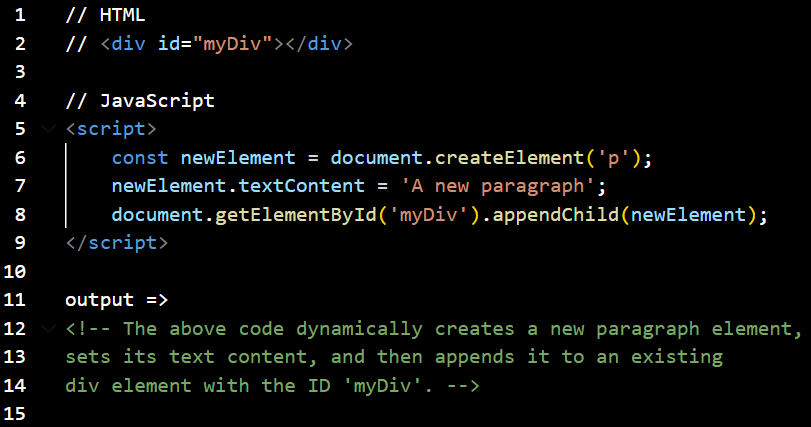 1 // HTML
2 // <div id="myDiv"></div>
3
4 // JavaScript
5 <script>
6     const newElement = document.createElement('p');
7     newElement.textContent = 'A new paragraph';
8     document.getElementById('myDiv').appendChild(newElement);
9 </script>
10
11 output =>
12 <!-- The above code dynamically creates a new paragraph element,
13 sets its text content, and then appends it to an existing
14 div element with the ID 'myDiv'. -->
15